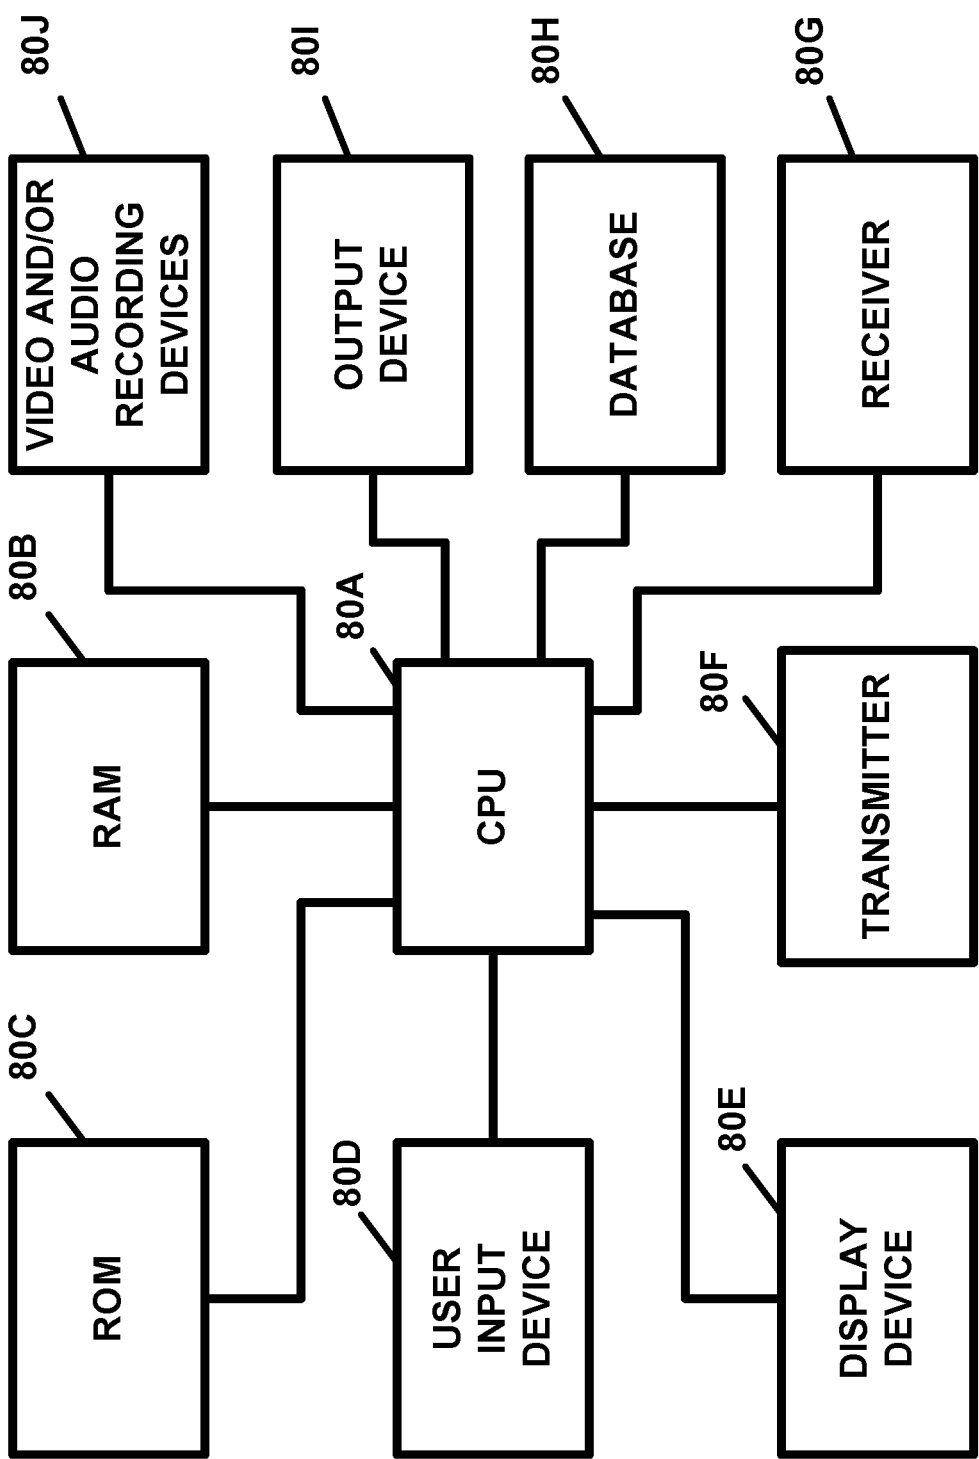 80C
ROM
80B
RAM
80J
VIDEO AND/OR
AUDIO
RECORDING
DEVICES
80D
USER
INPUT
DEVICE
80A
CPU
80I
OUTPUT
DEVICE
80H
DATABASE
80E
DISPLAY
DEVICE
80F
TRANSMITTER
80G
RECEIVER